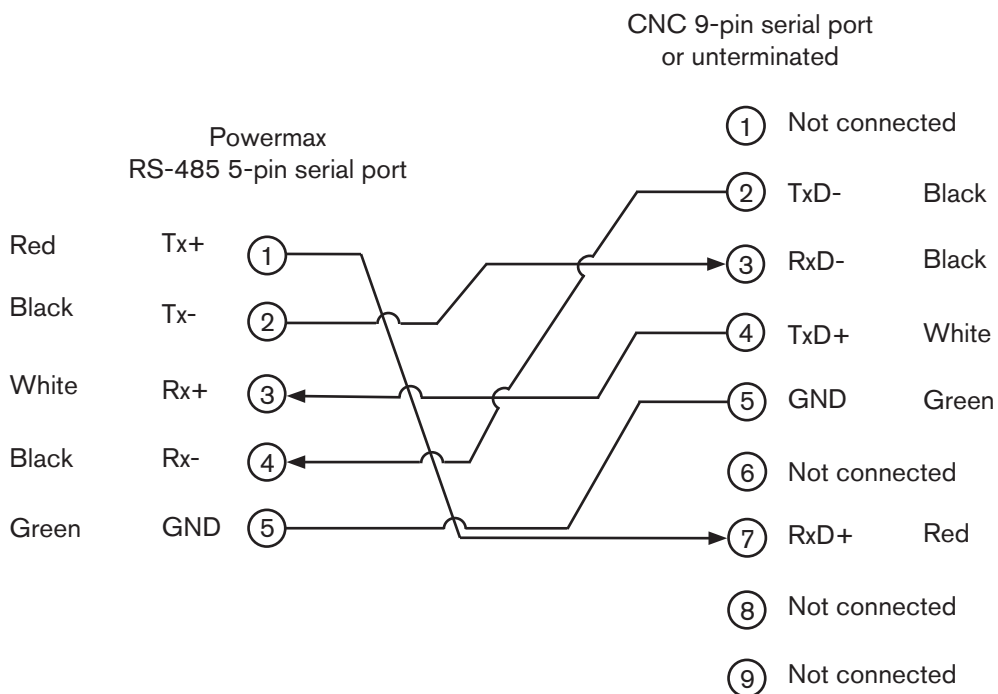 CNC 9-pin serial port
or unterminated
Powermax
RS-485 5-pin serial port
Red Tx+ 1
Black Tx- 2
White Rx+ 3
Black Rx- 4
Green GND 5
1 Not connected
2 TxD- Black
3 RxD- Black
4 TxD+ White
5 GND Green
6 Not connected
7 RxD+ Red
8 Not connected
9 Not connected